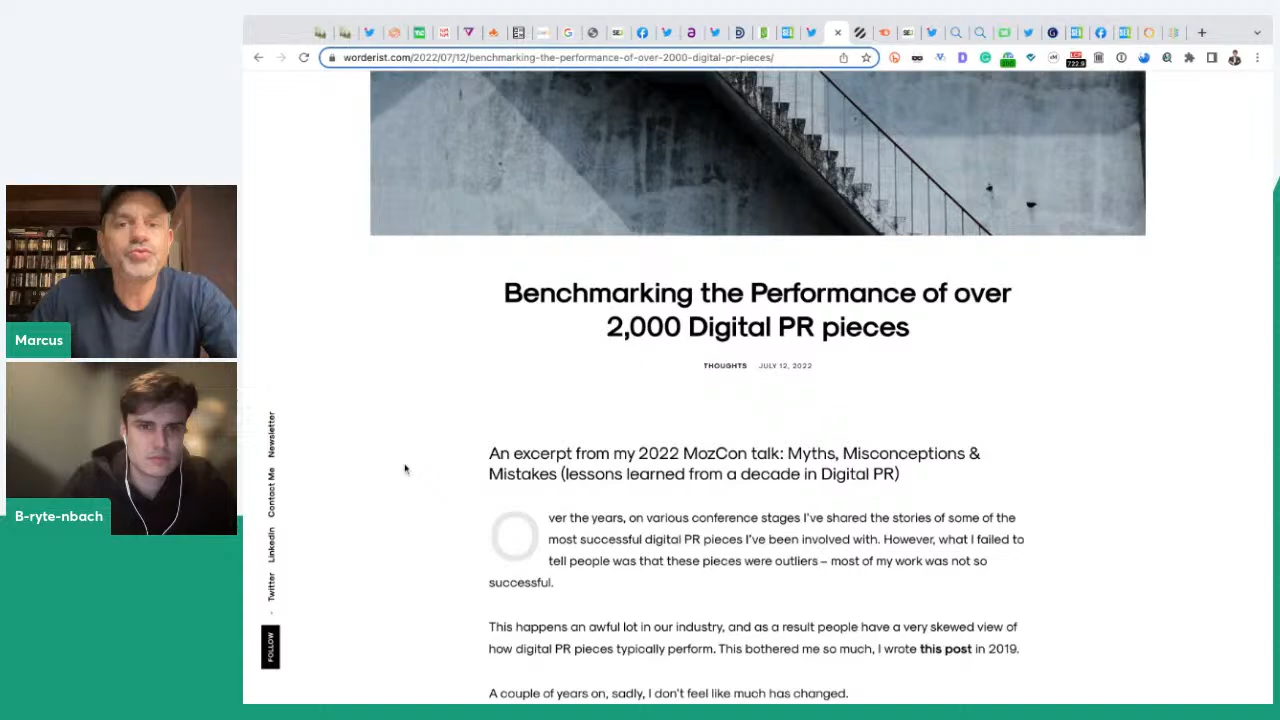 worderist.com/2022/07/12/benchmarking-the-performance-of-over-2000-digital-pr-pieces/
722.9
Marcus
B-ryte-nbach
Benchmarking the Performance of over
2,000 Digital PR pieces
THOUGHTS JULY 12, 2022
An excerpt from my 2022 MozCon talk: Myths, Misconceptions &
Mistakes (lessons learned from a decade in Digital PR)
Over the years, on various conference stages I've shared the stories of some of the
most successful digital PR pieces I've been involved with. However, what I failed to
tell people was that these pieces were outliers – most of my work was not so
successful.
This happens an awful lot in our industry, and as a result people have a very skewed view of
how digital PR pieces typically perform. This bothered me so much, I wrote this post in 2019.
A couple of years on, sadly, I don't feel like much has changed.
FOLLOW - Twitter LinkedIn Contact Me Newsletter